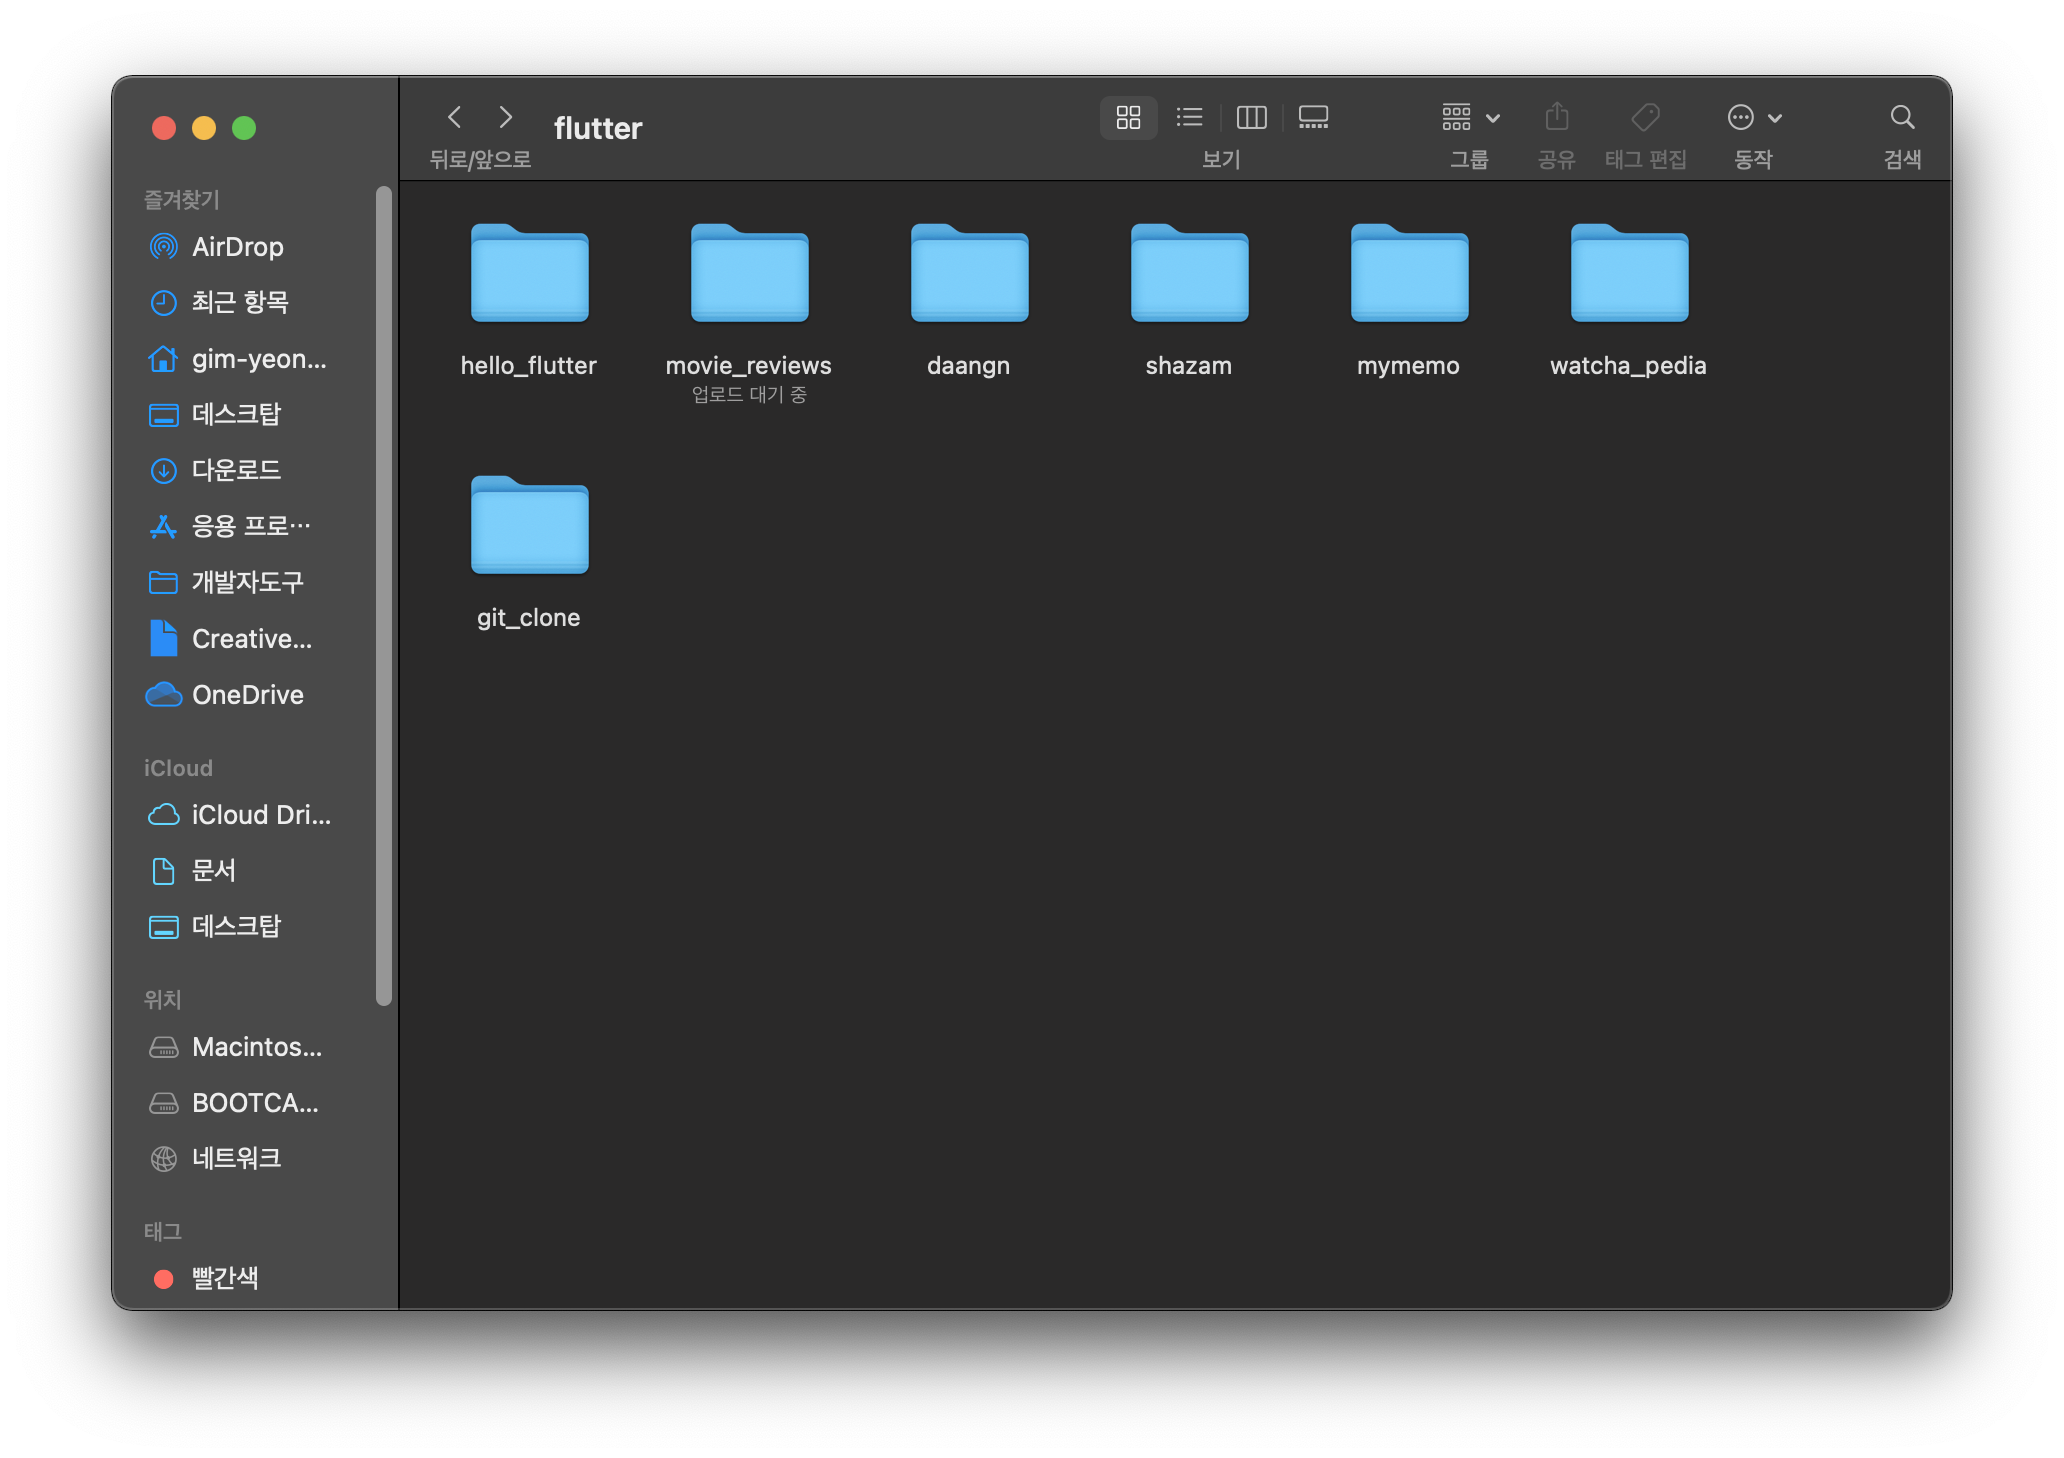 flutter
뒤로/앞으로
보기
그룹
공유
태그 편집
동작
검색
즐겨찾기
AirDrop
최근 항목
gim-yeon...
데스크탑
다운로드
응용 프로…
개발자도구
Creative...
OneDrive
iCloud
iCloud Dri...
문서
데스크탑
위치
Macintos...
BOOTCA...
네트워크
태그
빨간색
hello_flutter
movie_reviews
업로드 대기 중
daangn
shazam
mymemo
watcha_pedia
git_clone